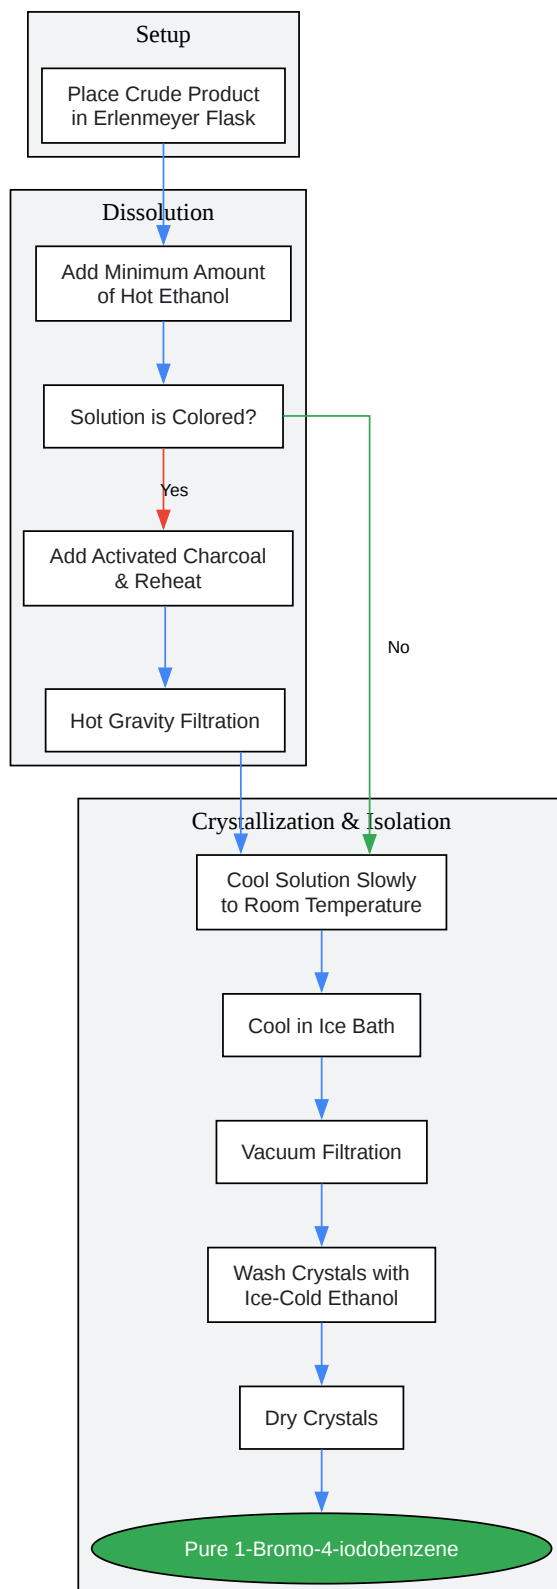 Setup
Place Crude Product
in Erlenmeyer Flask
Dissolution
Add Minimum Amount
of Hot Ethanol
Solution is Colored?
Yes
Add Activated Charcoal
& Reheat
No
Hot Gravity Filtration
Crystallization & Isolation
Cool Solution Slowly
to Room Temperature
Cool in Ice Bath
Vacuum Filtration
Wash Crystals with
Ice-Cold Ethanol
Dry Crystals
Pure 1-Bromo-4-iodobenzene